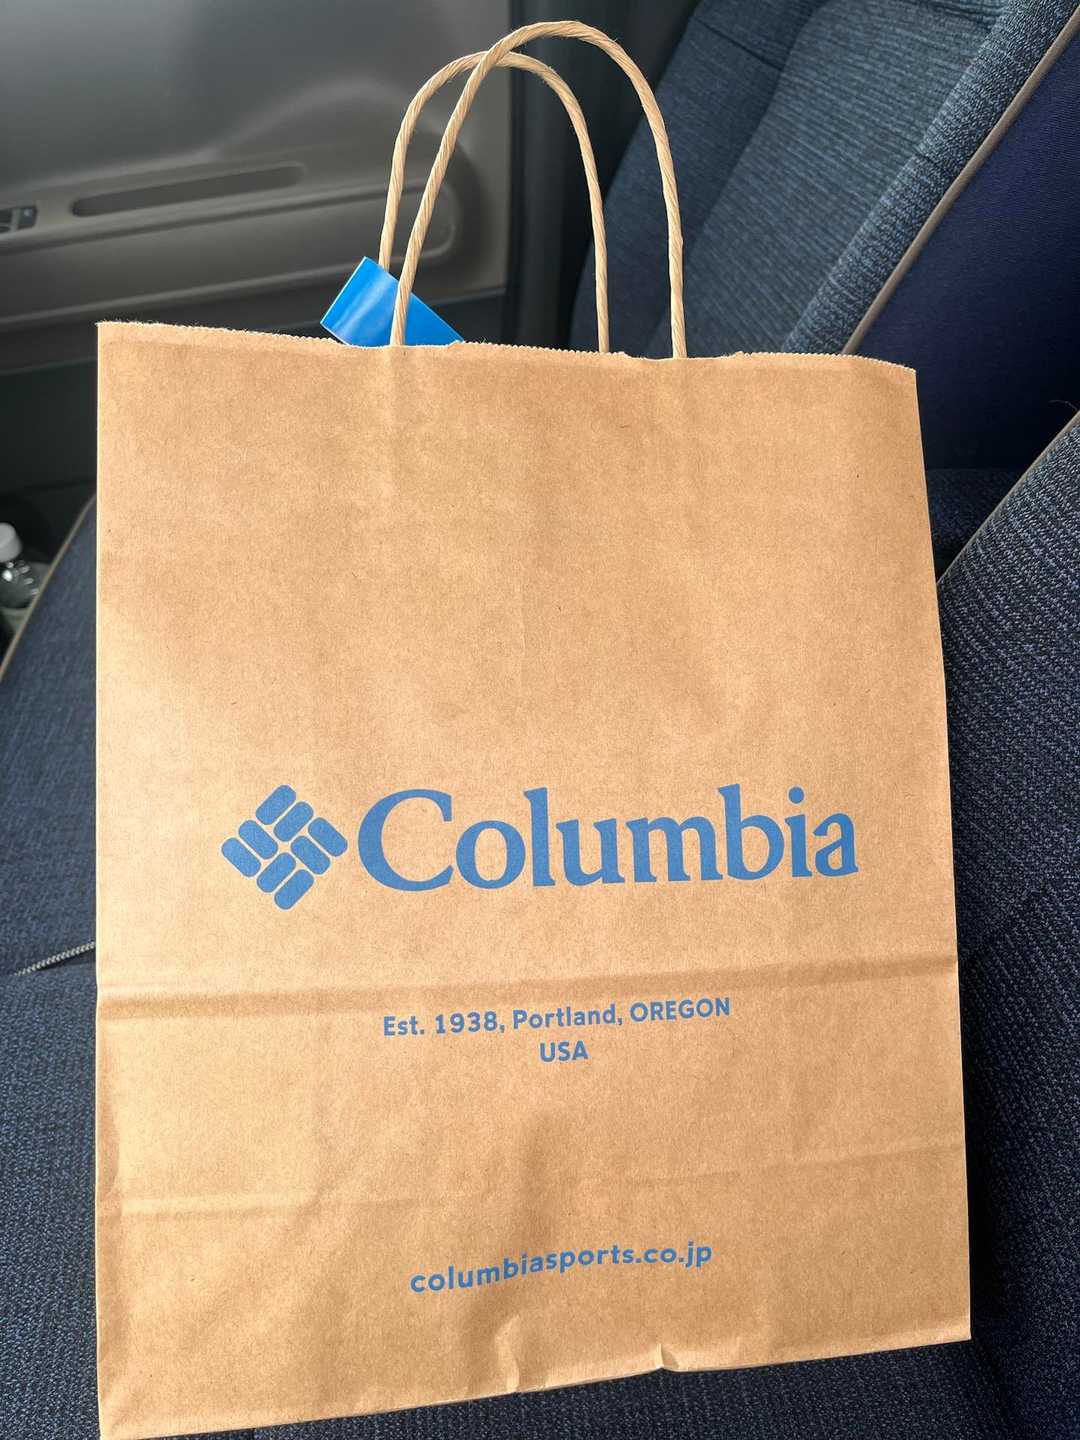 Columbia
Est. 1938, Portland, OREGON
USA
columbiasports.co.jp